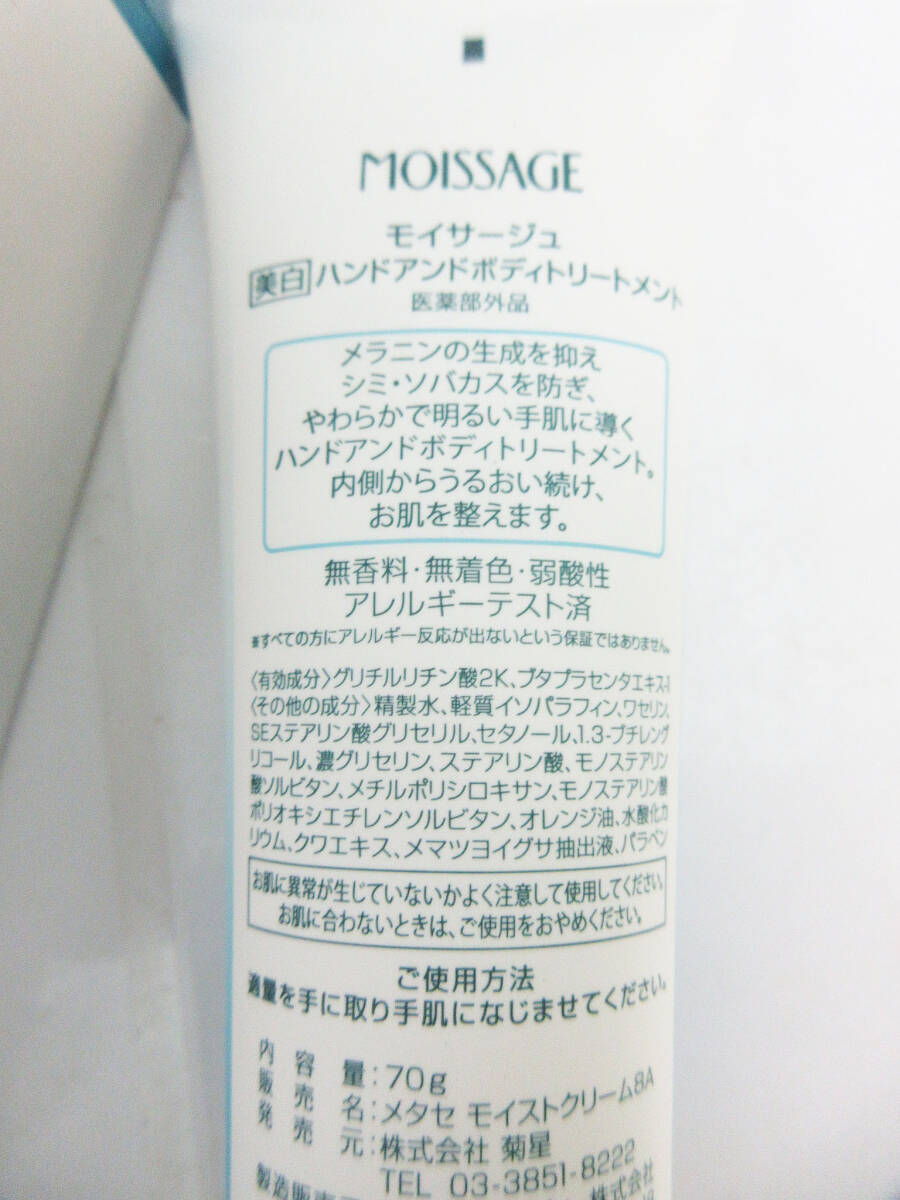 MOISSAGE
モイサージュ
美白 ハンドアンドボディトリートメント
医薬部外品
メラニンの生成を抑え
シミ・ソバカスを防ぎ、
やわらかで明るい手肌に導く
ハンドアンドボディトリートメント。
内側からうるおい続け、
お肌を整えます。
無香料・無着色・弱酸性
アレルギーテスト済
※すべての方にアレルギー反応が出ないという保証ではありません。
〈有効成分〉グリチルリチン酸2K、ブタプラセンタエキス-1
〈その他の成分〉精製水、軽質イソパラフィン、ワセリン、
SEステアリン酸グリセリル、セタノール、1.3-ブチレング
リコール、濃グリセリン、ステアリン酸、モノステアリン
酸ソルビタン、メチルポリシロキサン、モノステアリン酸
ポリオキシエチレンソルビタン、オレンジ油、水酸化カ
リウム、クワエキス、メマツヨイグサ抽出液、パラベン
お肌に異常が生じていないかよく注意して使用してください。
お肌に合わないときは、ご使用をおやめください。
ご使用方法
適量を手に取り手肌になじませてください。
内容量：70g
販売名：メタセ モイストクリーム8A
発売元：株式会社 菊星
TEL 03-3851-8222
製造販売元 株式会社